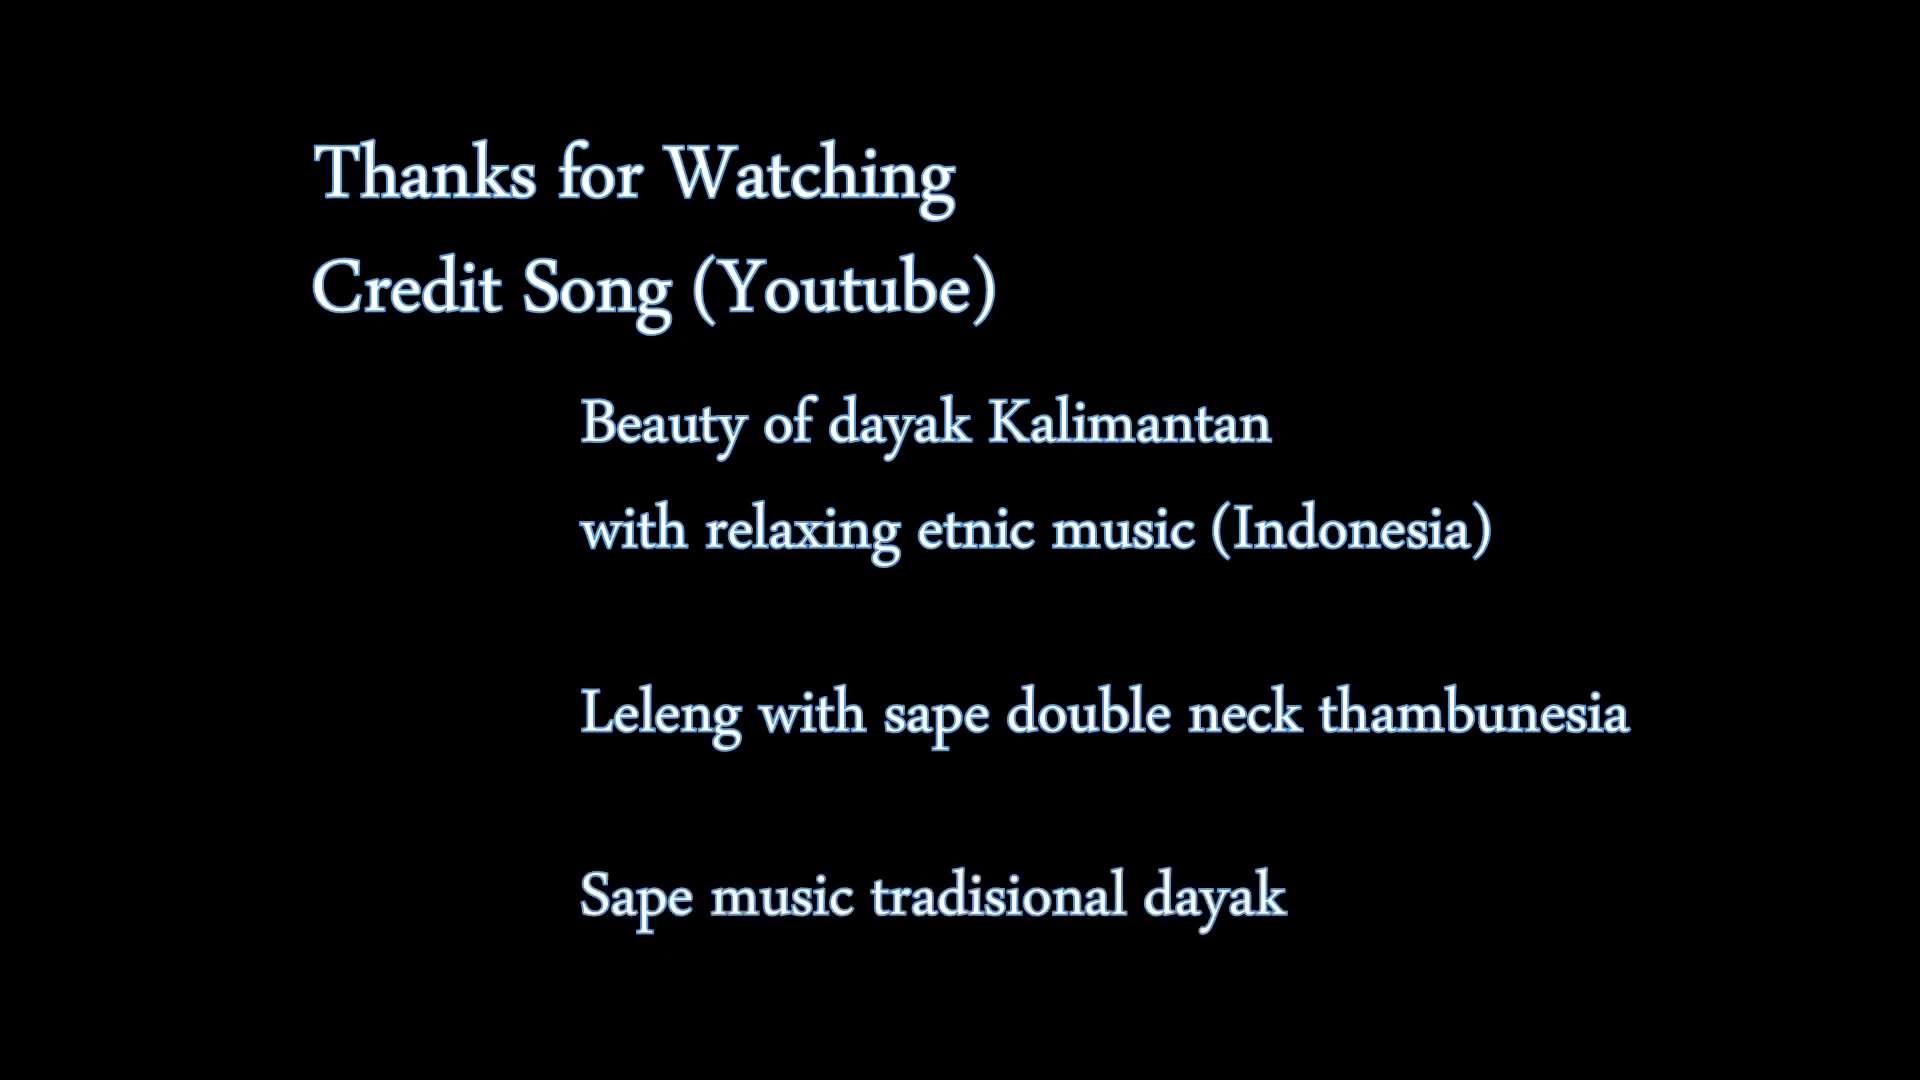 Thanks for Watching
Credit Song (Youtube)
Beauty of dayak Kalimantan
with relaxing etnic music (Indonesia)
Leleng with sape double neck thambunesia
Sape music tradisional dayak